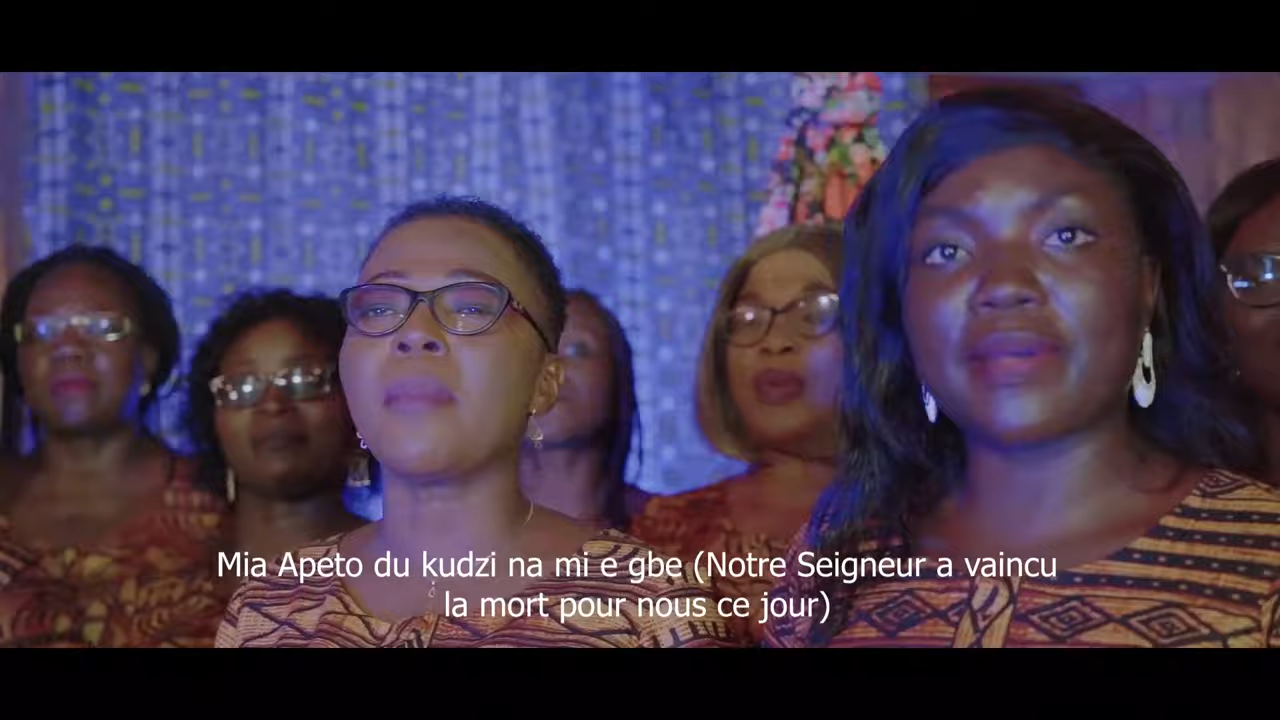 Mia Apeto du kudzi na mi e gbe (Notre Seigneur a vaincu
la mort pour nous ce jour)